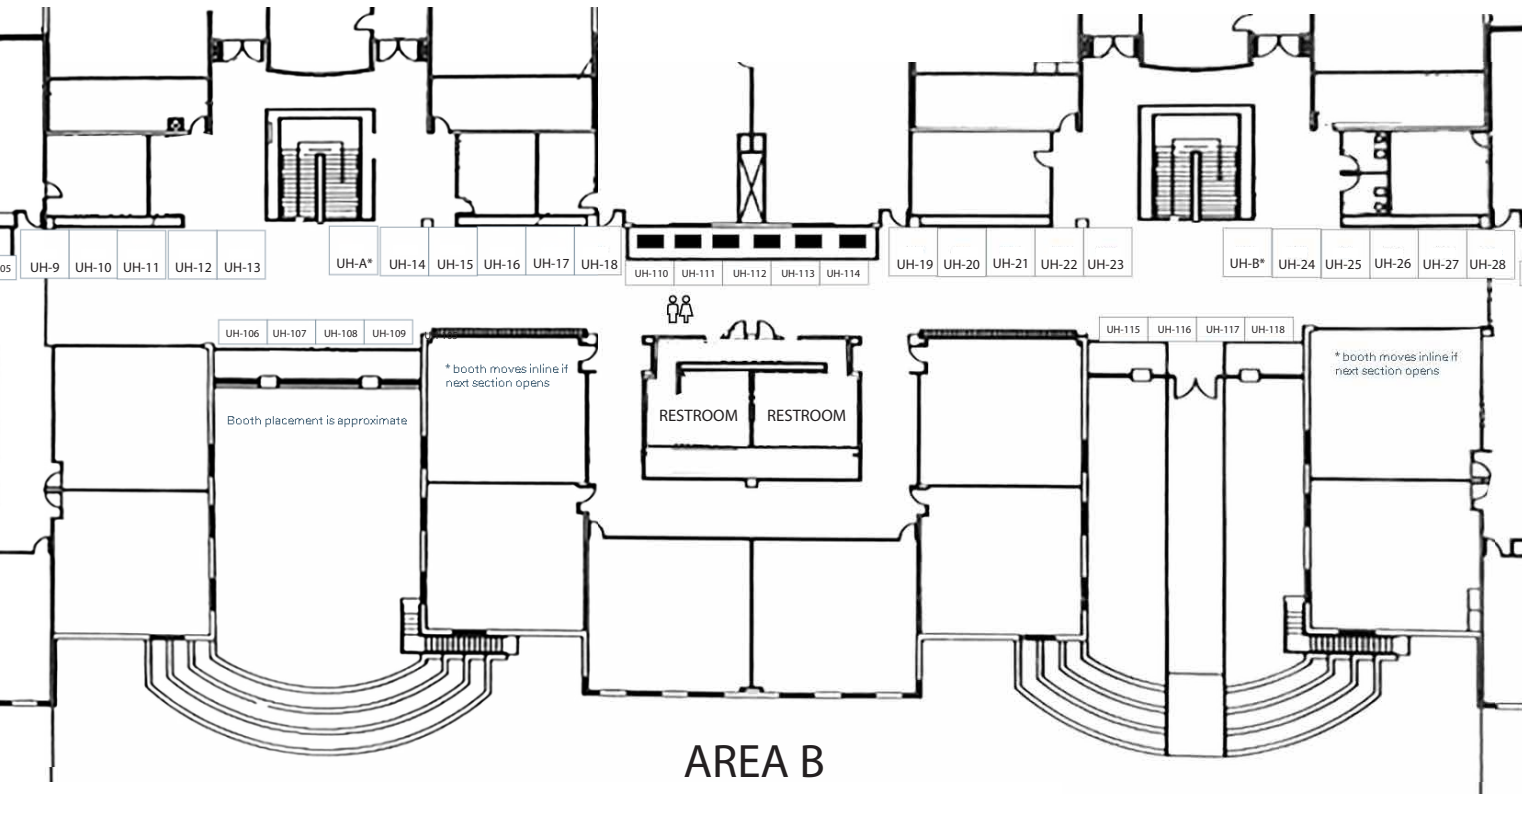 05
UH-9 UH-10 UH-11 UH-12 UH-13 UH-A* UH-14 UH-15 UH-16 UH-17 UH-18 UH-19 UH-20 UH-21 UH-22 UH-23 UH-B* UH-24 UH-25 UH-26 UH-27 UH-28
UH-110 UH-111 UH-112 UH-113 UH-114
UH-106 UH-107 UH-108 UH-109
UH-115 UH-116 UH-117 UH-118
* booth moves inline if
next section opens
* booth moves inline if
next section opens
Booth placement is approximate
RESTROOM RESTROOM
AREA B